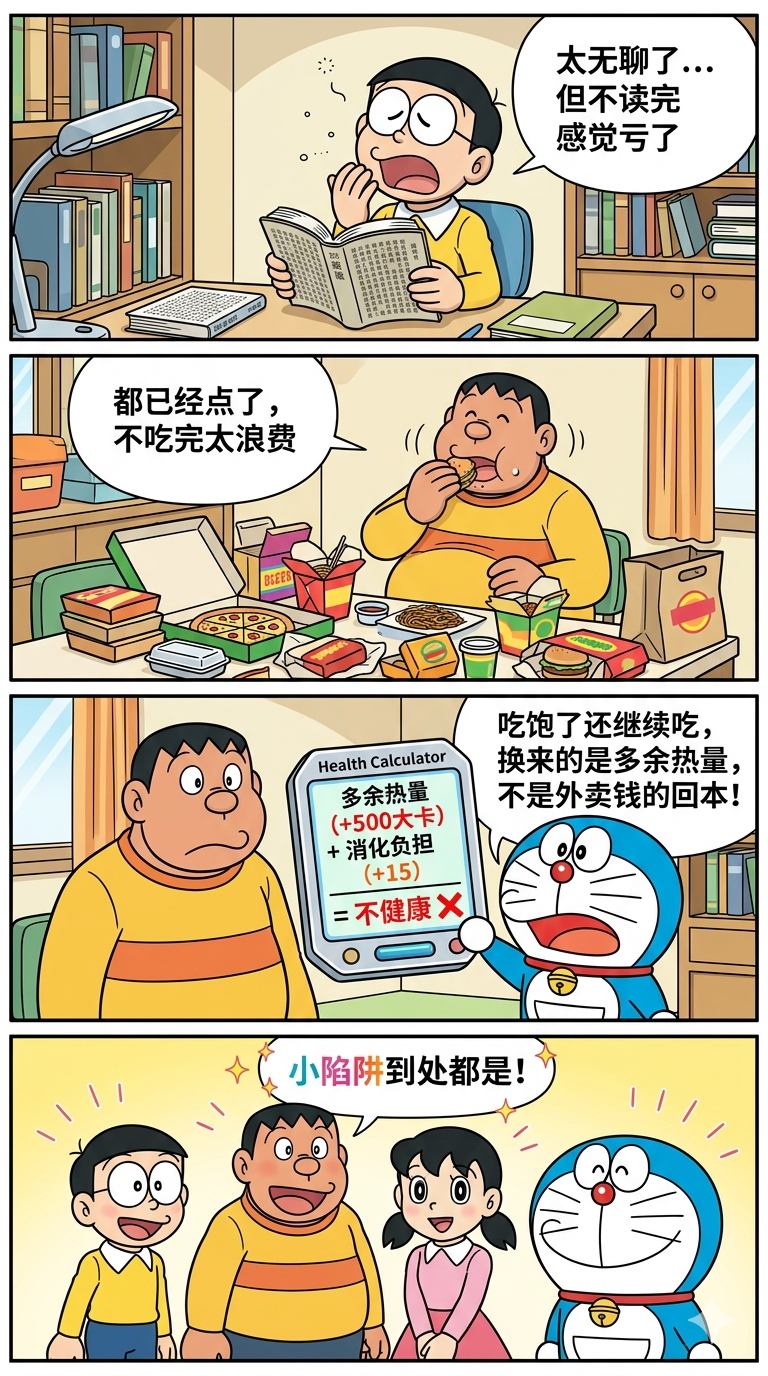 太无聊了...
但不读完
感觉亏了
都已经点了，
不吃完太浪费
吃饱了还继续吃，
换来的是多余热量，
不是外卖钱的回本！
Health Calculator
多余热量
（+500大卡）
+ 消化负担
（+15）
= 不健康❌
小陷阱到处都是！